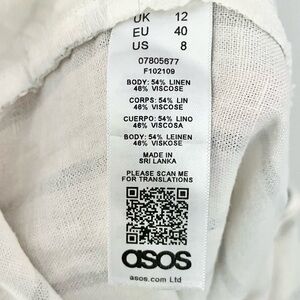 UK 12
EU 40
US 8
07805677
F102109
BODY: 54% LINEN
46% VISCOSE
CORPS: 54% LIN
46% VISCOSE
CUERPO: 54% LINO
46% VISCOSA
BODY: 54% LEINEN
46% VISKOSE
MADE IN
SRI LANKA
PLEASE SCAN ME
FOR TRANSLATIONS
asos
asos.com Ltd